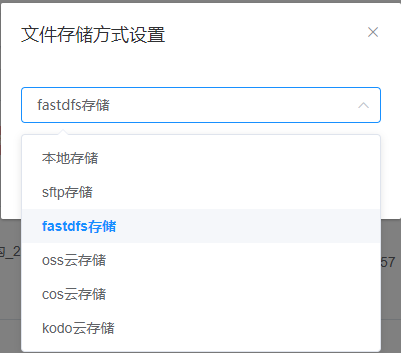 文件存储方式设置
fastdfs存储
本地存储
sftp存储
fastdfs存储
oss云存储
cos云存储
kodo云存储
_2
57